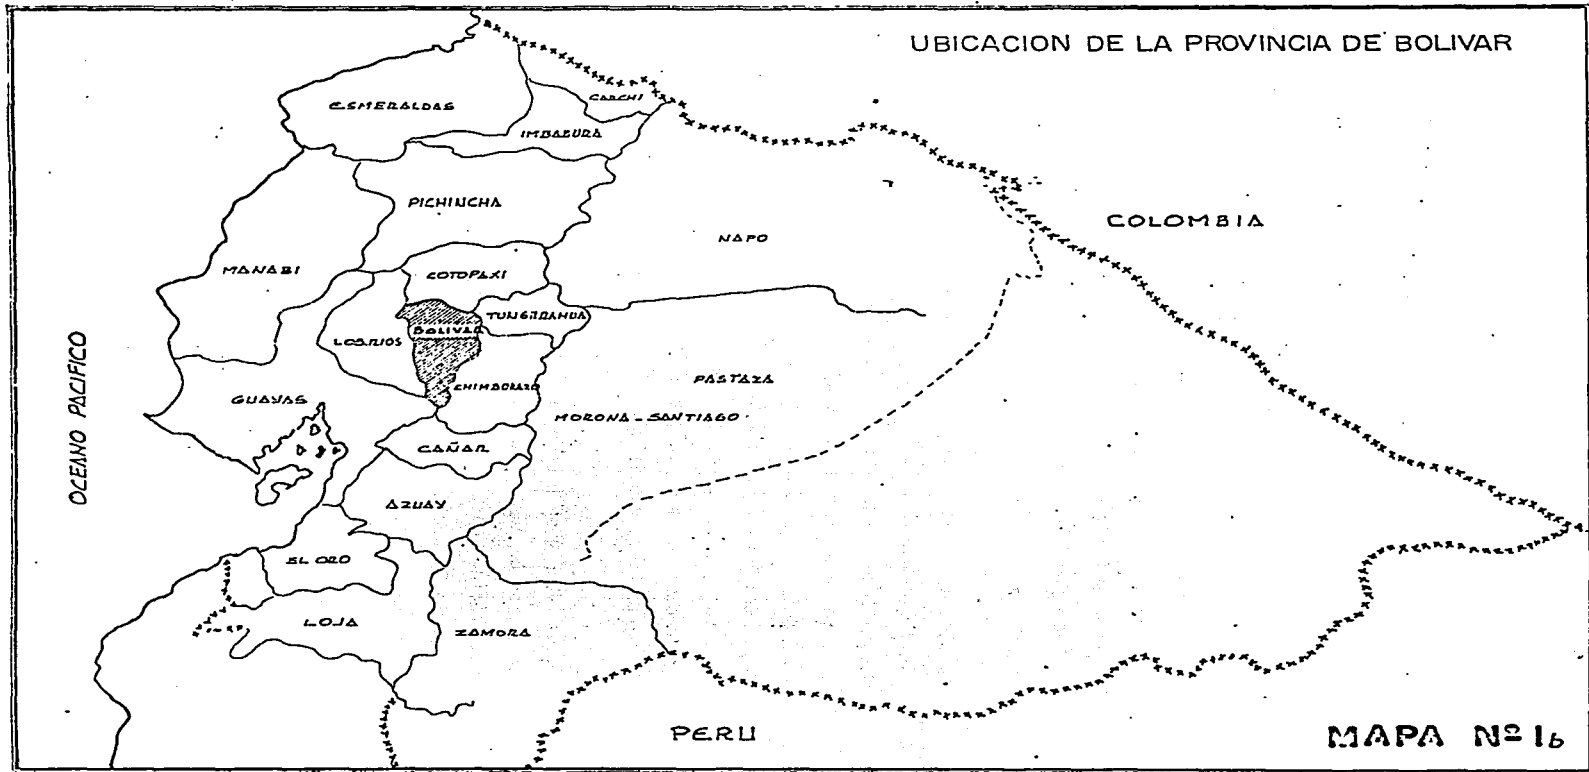 UBICACION DE LA PROVINCIA DE BOLIVAR
CARCHI
ESMERALDAS
IMBABURA
PICHINCHA
COLOMBIA
NAPO
MANABI
COTOPAXI
TUNGURAHUA
BOLIVAR
LOS RIOS
OCEANO PACIFICO
PASTAZA
CHIMBORAZO
GUAYAS
MORONA - SANTIAGO
CAÑAR
AZUAY
EL ORO
LOJA
ZAMORA
PERU
MAPA Nº 1b